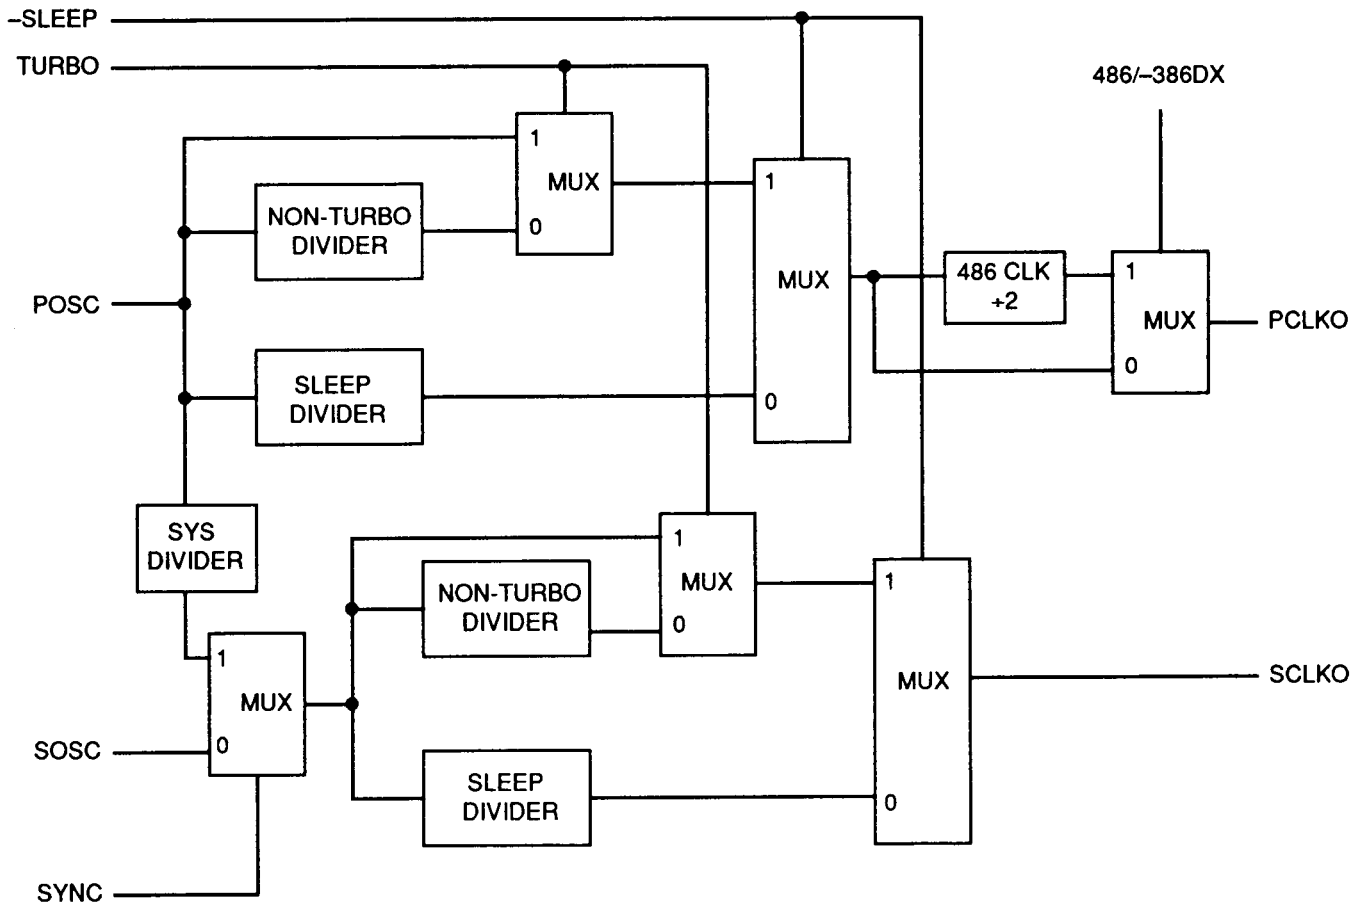 –SLEEP
TURBO
486/–386DX
1
MUX
0
NON-TURBO
DIVIDER
1
MUX
0
486 CLK
÷2
1
MUX
0
PCLKO
POSC
SLEEP
DIVIDER
SYS
DIVIDER
1
MUX
0
NON-TURBO
DIVIDER
1
MUX
0
SCLKO
1
MUX
0
SOSC
SLEEP
DIVIDER
SYNC